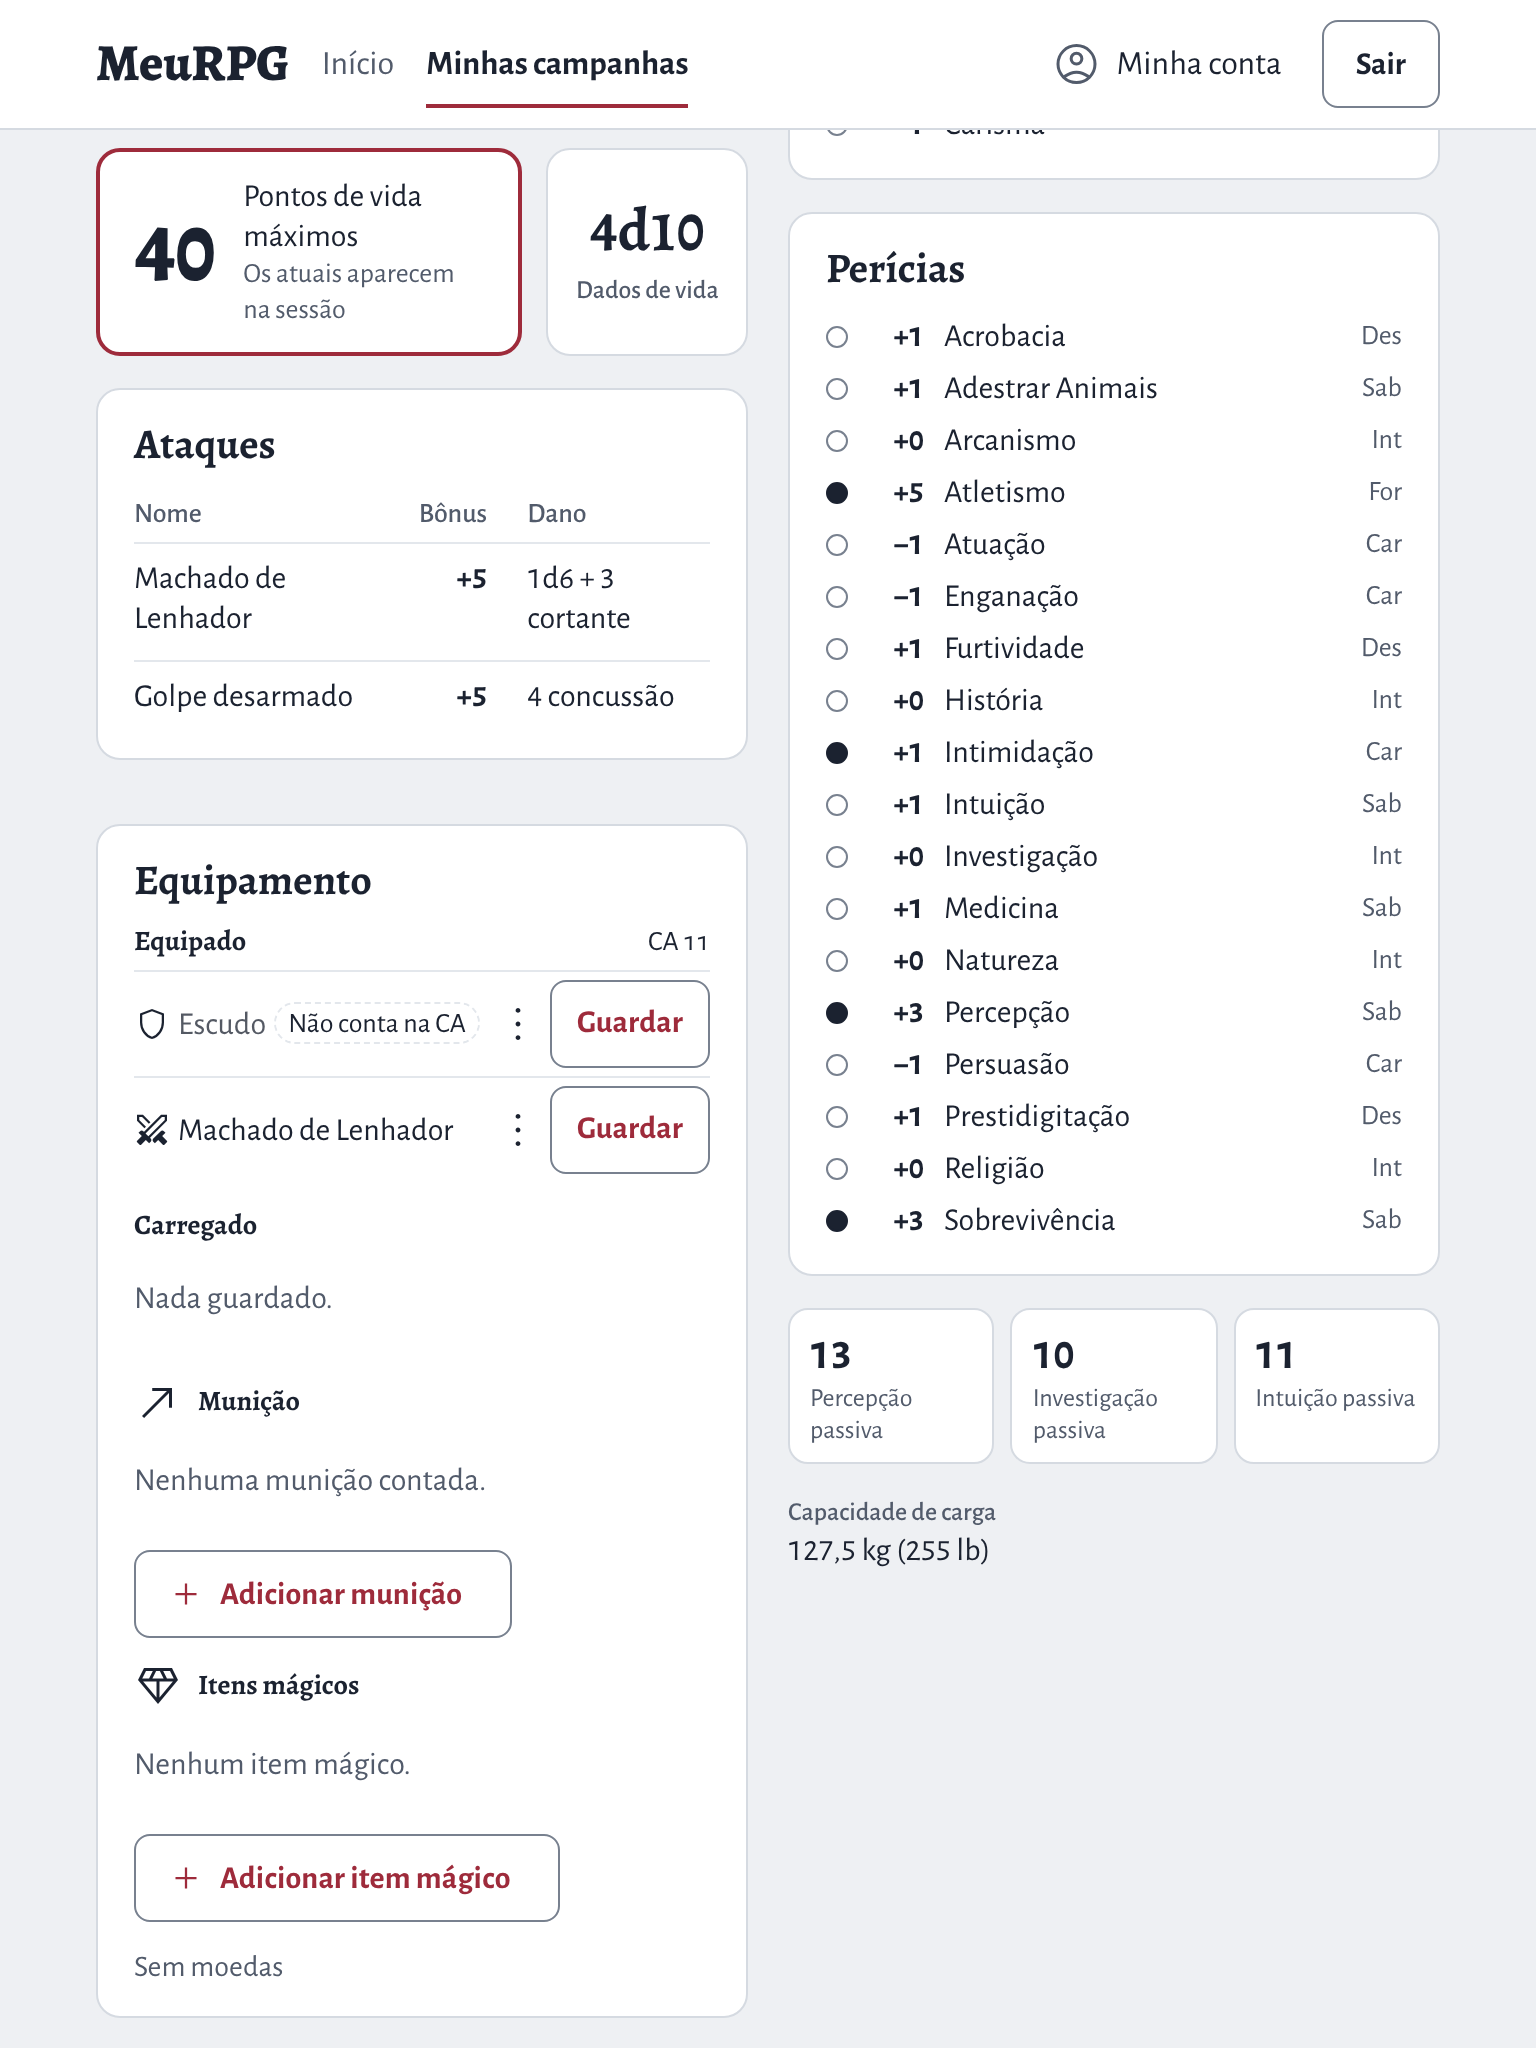 MeuRPG Início Minhas campanhas Minha conta Sair
40 Pontos de vida
máximos
Os atuais aparecem
na sessão
4d10
Dados de vida
Ataques
Nome Bônus Dano
Machado de +5 1d6 + 3
Lenhador cortante
Golpe desarmado +5 4 concussão
Equipamento
Equipado CA 11
Escudo Não conta na CA Guardar
Machado de Lenhador Guardar
Carregado
Nada guardado.
Munição
Nenhuma munição contada.
+ Adicionar munição
Itens mágicos
Nenhum item mágico.
+ Adicionar item mágico
Sem moedas
Perícias
+1 Acrobacia Des
+1 Adestrar Animais Sab
+0 Arcanismo Int
+5 Atletismo For
−1 Atuação Car
−1 Enganação Car
+1 Furtividade Des
+0 História Int
+1 Intimidação Car
+1 Intuição Sab
+0 Investigação Int
+1 Medicina Sab
+0 Natureza Int
+3 Percepção Sab
−1 Persuasão Car
+1 Prestidigitação Des
+0 Religião Int
+3 Sobrevivência Sab
13
Percepção
passiva
10
Investigação
passiva
11
Intuição passiva
Capacidade de carga
127,5 kg (255 lb)